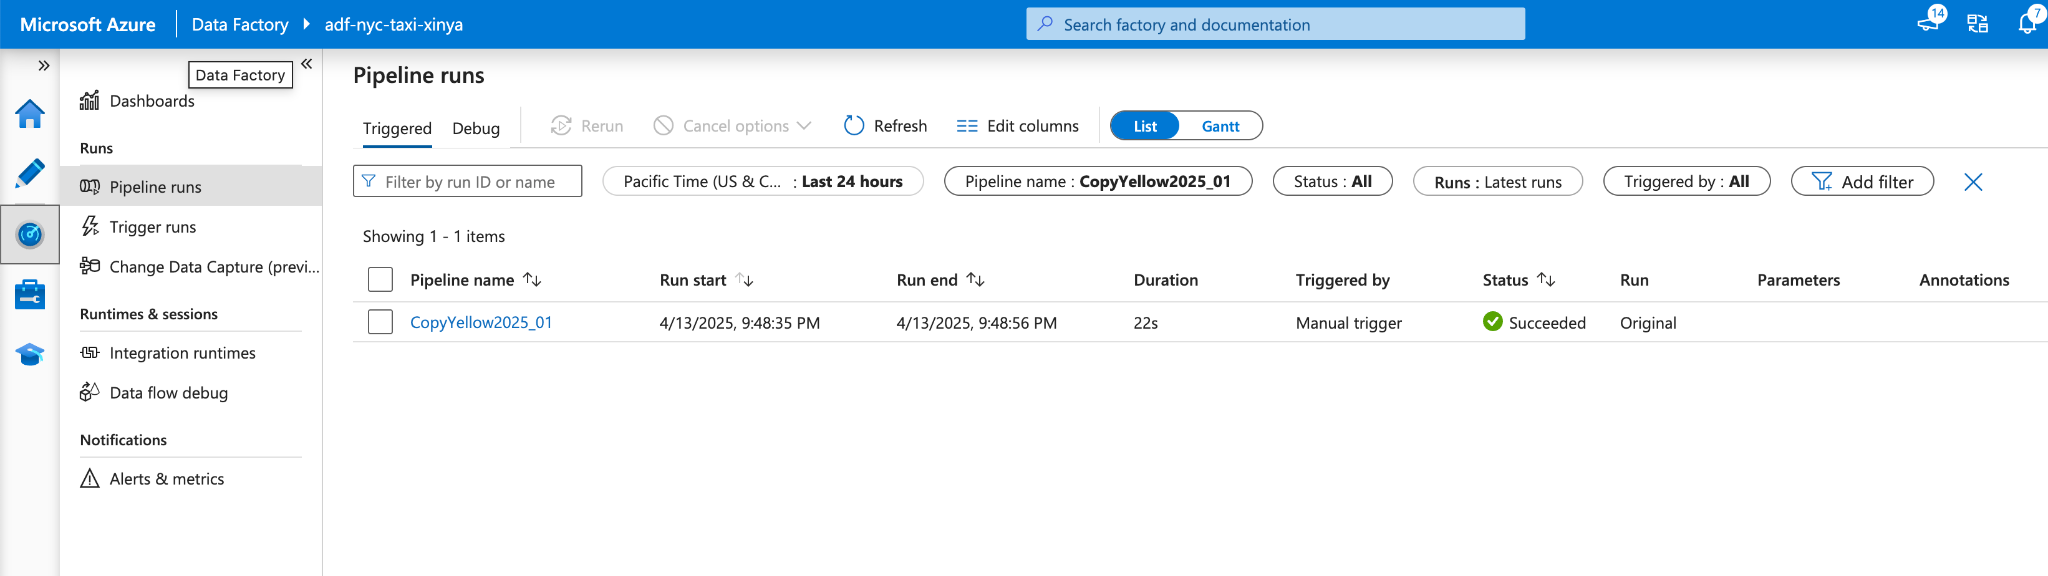 Microsoft Azure Data Factory adf-nyc-taxi-xinya Search factory and documentation 14 7
Data Factory
Dashboards
Runs
Pipeline runs
Trigger runs
Change Data Capture (previ...
Runtimes & sessions
Integration runtimes
Data flow debug
Notifications
Alerts & metrics
Pipeline runs
Triggered Debug Rerun Cancel options Refresh Edit columns List Gantt
Filter by run ID or name Pacific Time (US & C... : Last 24 hours Pipeline name : CopyYellow2025_01 Status : All Runs : Latest runs Triggered by : All Add filter
Showing 1 - 1 items
Pipeline name Run start Run end Duration Triggered by Status Run Parameters Annotations
CopyYellow2025_01 4/13/2025, 9:48:35 PM 4/13/2025, 9:48:56 PM 22s Manual trigger Succeeded Original